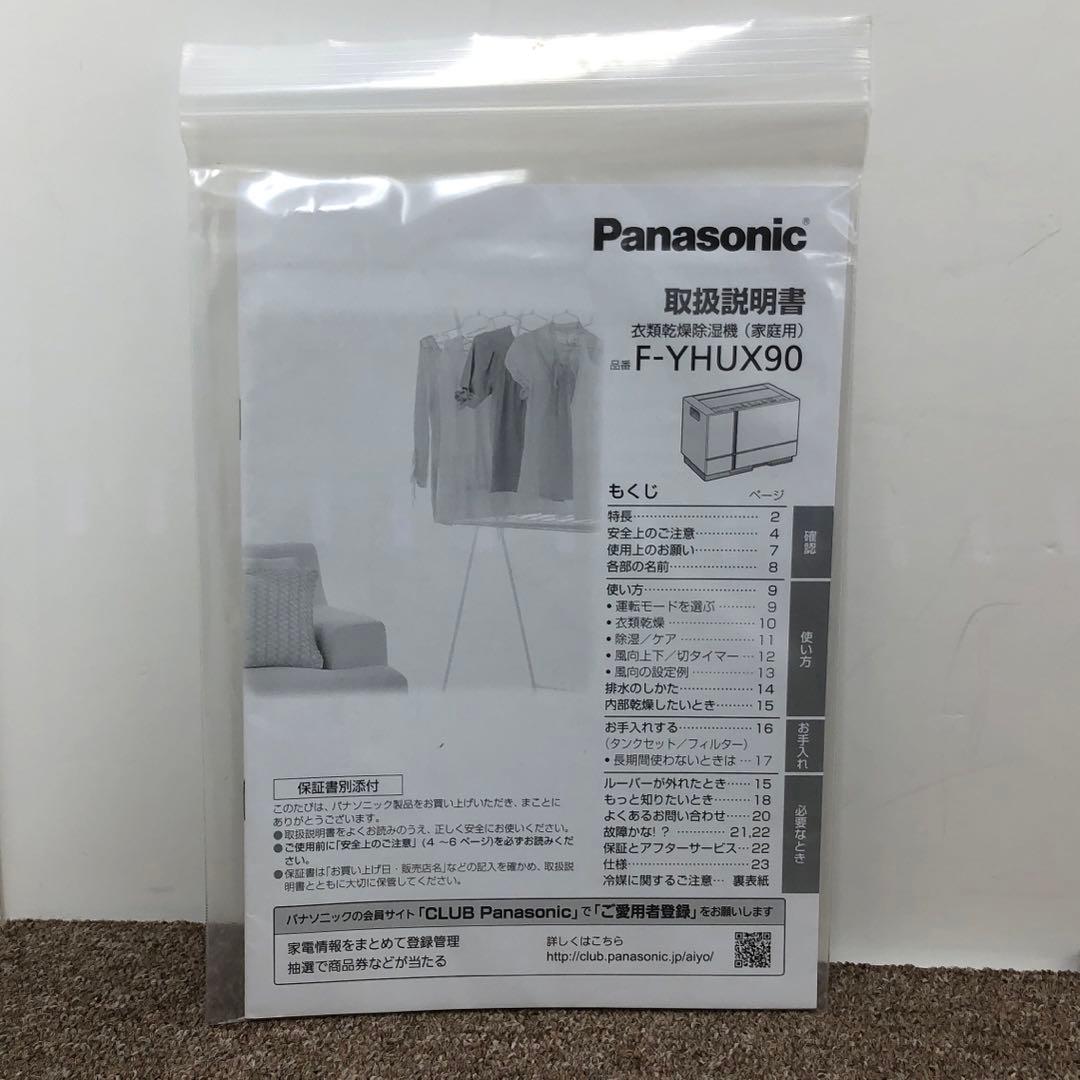 Panasonic®
取扱説明書
衣類乾燥除湿機（家庭用）
品番 F-YHUX90
もくじ ページ
特長 2
安全上のご注意 4
使用上のお願い 7
各部の名前 8
確認
使い方 9
• 運転モードを選ぶ 9
• 衣類乾燥 10
• 除湿／ケア 11
• 風向上下／切タイマー 12
• 風向の設定例 13
排水のしかた 14
内部乾燥したいとき 15
使い方
お手入れする 16
（タンクセット／フィルター）
• 長期間使わないときは 17
お手入れ
ルーバーが外れたとき 15
もっと知りたいとき 18
よくあるお問い合わせ 20
故障かな！？ 21,22
保証とアフターサービス 22
仕様 23
冷媒に関するご注意 裏表紙
必要なとき
保証書別添付
このたびは、パナソニック製品をお買い上げいただき、まことに
ありがとうございます。
●取扱説明書をよくお読みのうえ、正しく安全にお使いください。
●ご使用前に「安全上のご注意」（4 ～6 ページ）を必ずお読みくだ
さい。
●保証書は「お買い上げ日・販売店名」などの記入を確かめ、取扱説
明書とともに大切に保管してください。
パナソニックの会員サイト「CLUB Panasonic」で「ご愛用者登録」をお願いします
家電情報をまとめて登録管理
抽選で商品券などが当たる
詳しくはこちら
http://club.panasonic.jp/aiyo/